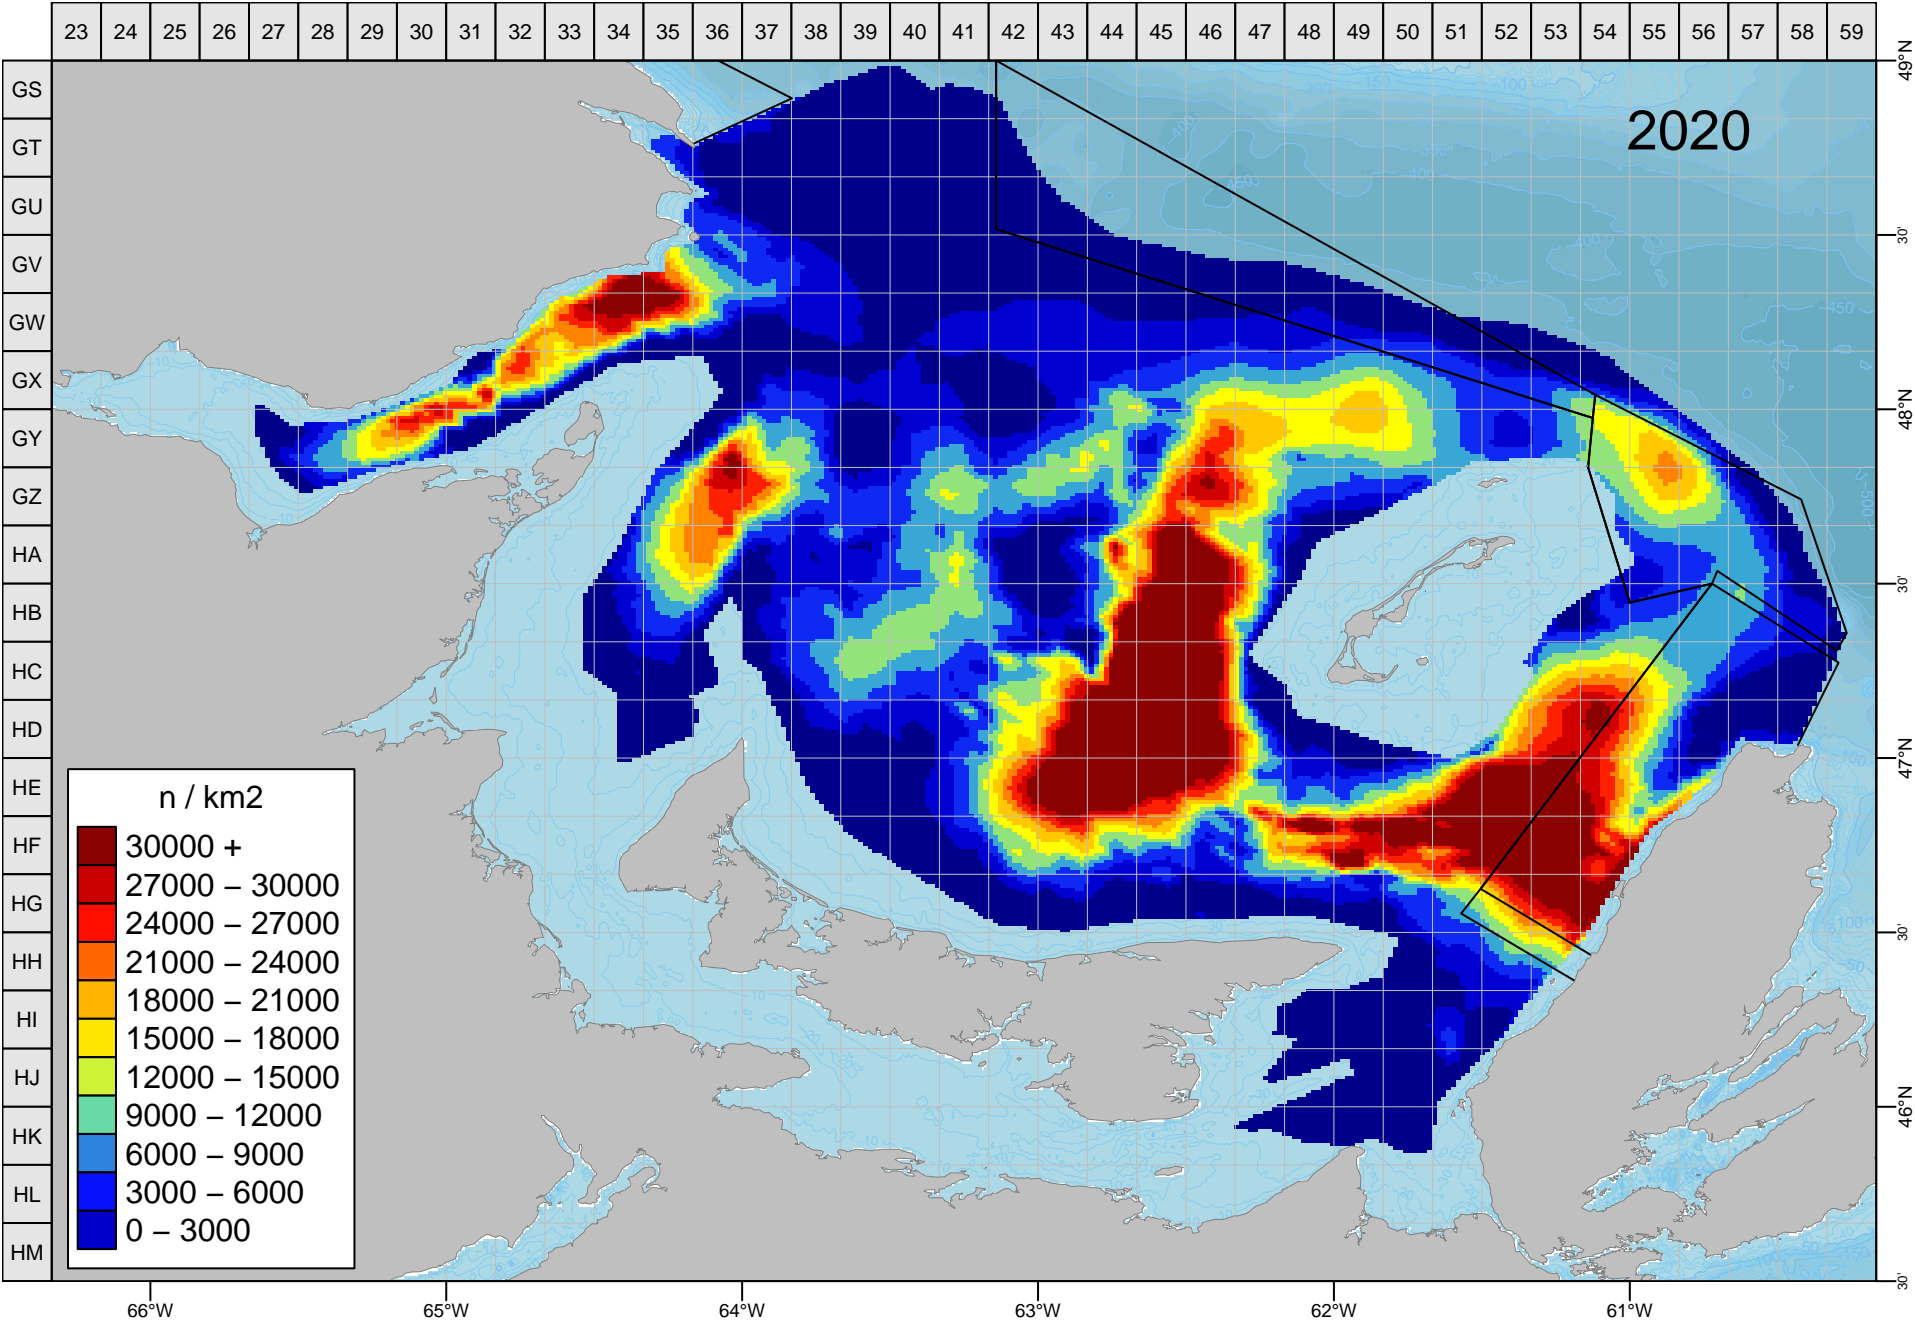 23 24 25 26 27 28 29 30 31 32 33 34 35 36 37 38 39 40 41 42 43 44 45 46 47 48 49 50 51 52 53 54 55 56 57 58 59
49°N
GS
2020
GT
GU
30'
GV
GW
GX
48°N
GY
GZ
HA
30'
HB
HC
HD
47°N
HE
HF
HG
30'
HH
HI
HJ
46°N
HK
HL
HM
30'
n / km2
30000 +
27000 – 30000
24000 – 27000
21000 – 24000
18000 – 21000
15000 – 18000
12000 – 15000
9000 – 12000
6000 – 9000
3000 – 6000
0 – 3000
66°W 65°W 64°W 63°W 62°W 61°W